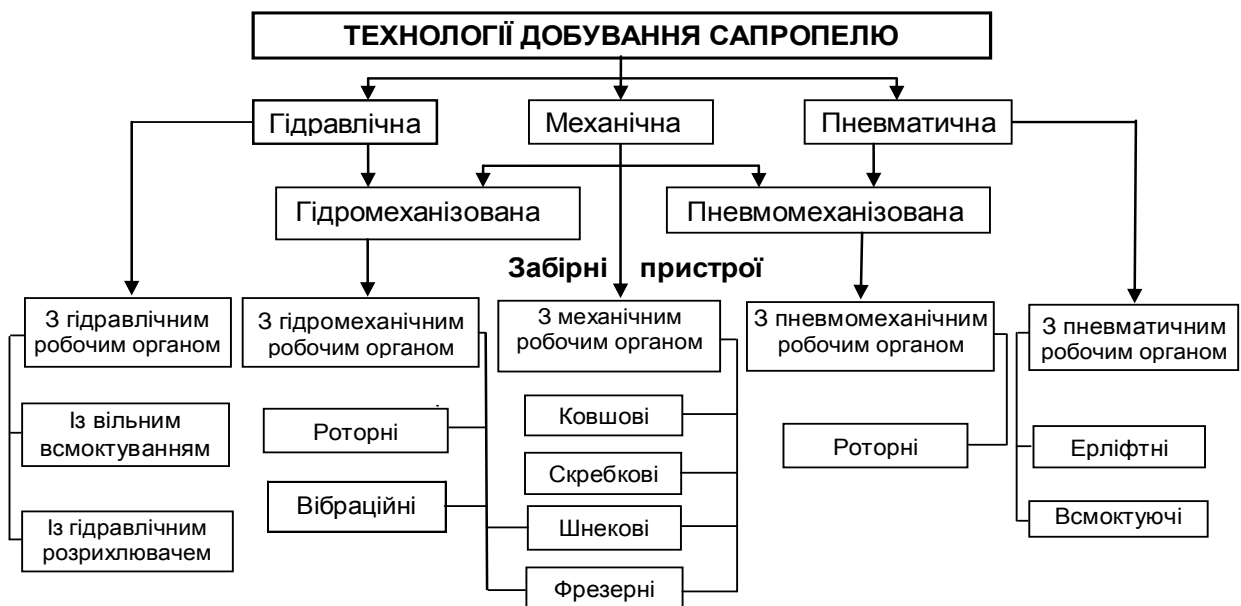 ТЕХНОЛОГІЇ ДОБУВАННЯ САПРОПЕЛЮ
Гідравлічна
Механічна
Пневматична
Гідромеханізована
Пневмомеханізована
Забірні пристрої
З гідравлічним
робочим органом
З гідромеханічним
робочим органом
З механічним
робочим органом
З пневмомеханічним
робочим органом
З пневматичним
робочим органом
Із вільним
всмоктуванням
Із гідравлічним
розрихлювачем
Роторні
Вібраційні
Ковшові
Скребкові
Шнекові
Фрезерні
Роторні
Ерліфтні
Всмоктуючі